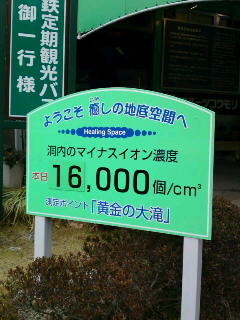 鉄定期観光バス
御一行様
ようこそ 癒しの地底空間へ
Healing Space
洞内のマイナスイオン濃度
本日 16,000個/cm³
測定ポイント「黄金の大滝」